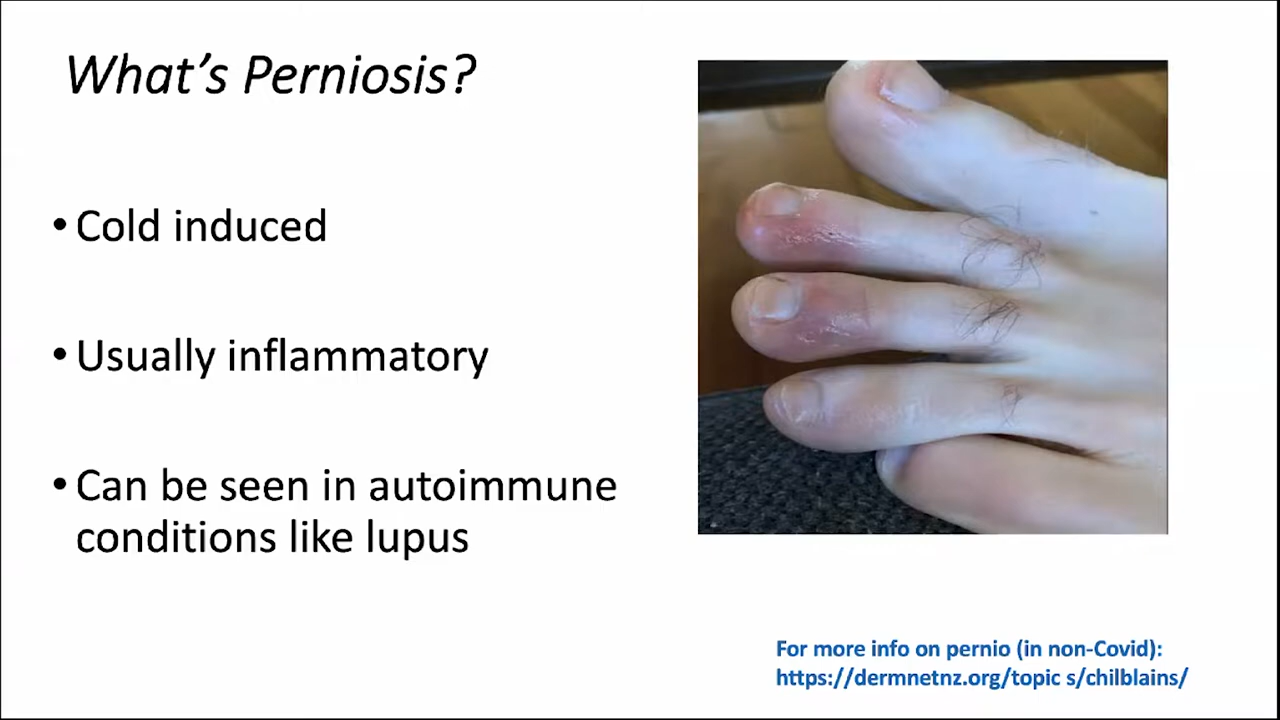 What's Perniosis?
• Cold induced
• Usually inflammatory
• Can be seen in autoimmune
conditions like lupus
For more info on pernio (in non-Covid):
https://dermnetnz.org/topic s/chilblains/